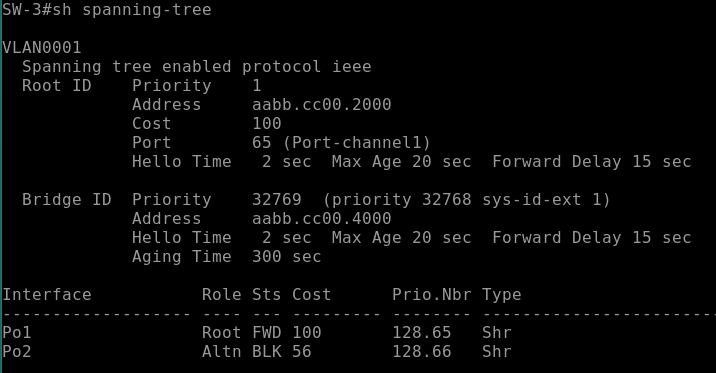 SW-3#sh spanning-tree

VLAN0001
  Spanning tree enabled protocol ieee
  Root ID    Priority    1
             Address     aabb.cc00.2000
             Cost        100
             Port        65 (Port-channel1)
             Hello Time   2 sec  Max Age 20 sec  Forward Delay 15 sec

  Bridge ID  Priority    32769  (priority 32768 sys-id-ext 1)
             Address     aabb.cc00.4000
             Hello Time   2 sec  Max Age 20 sec  Forward Delay 15 sec
             Aging Time  300 sec

Interface           Role Sts Cost      Prio.Nbr Type
------------------- ---- --- --------- -------- ------------------------
Po1                 Root FWD 100       128.65   Shr
Po2                 Altn BLK 56        128.66   Shr